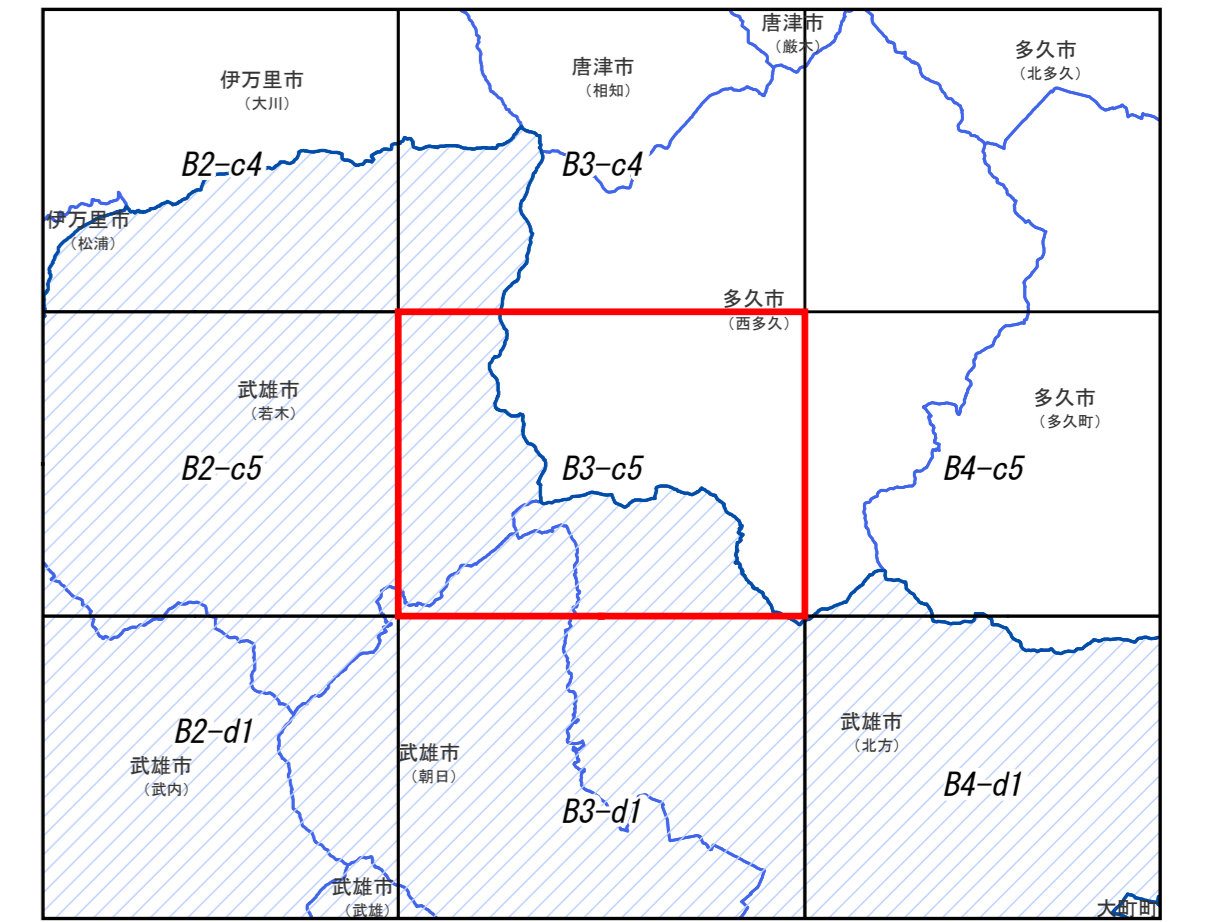 唐津市
（厳木）
伊万里市
（大川）
唐津市
（相知）
多久市
（北多久）
B2-c4
B3-c4
伊万里市
（松浦）
多久市
（西多久）
武雄市
（若木）
多久市
（多久町）
B2-c5
B3-c5
B4-c5
B2-d1
武雄市
（武内）
武雄市
（朝日）
武雄市
（北方）
B3-d1
B4-d1
武雄市
（武雄）
大町町